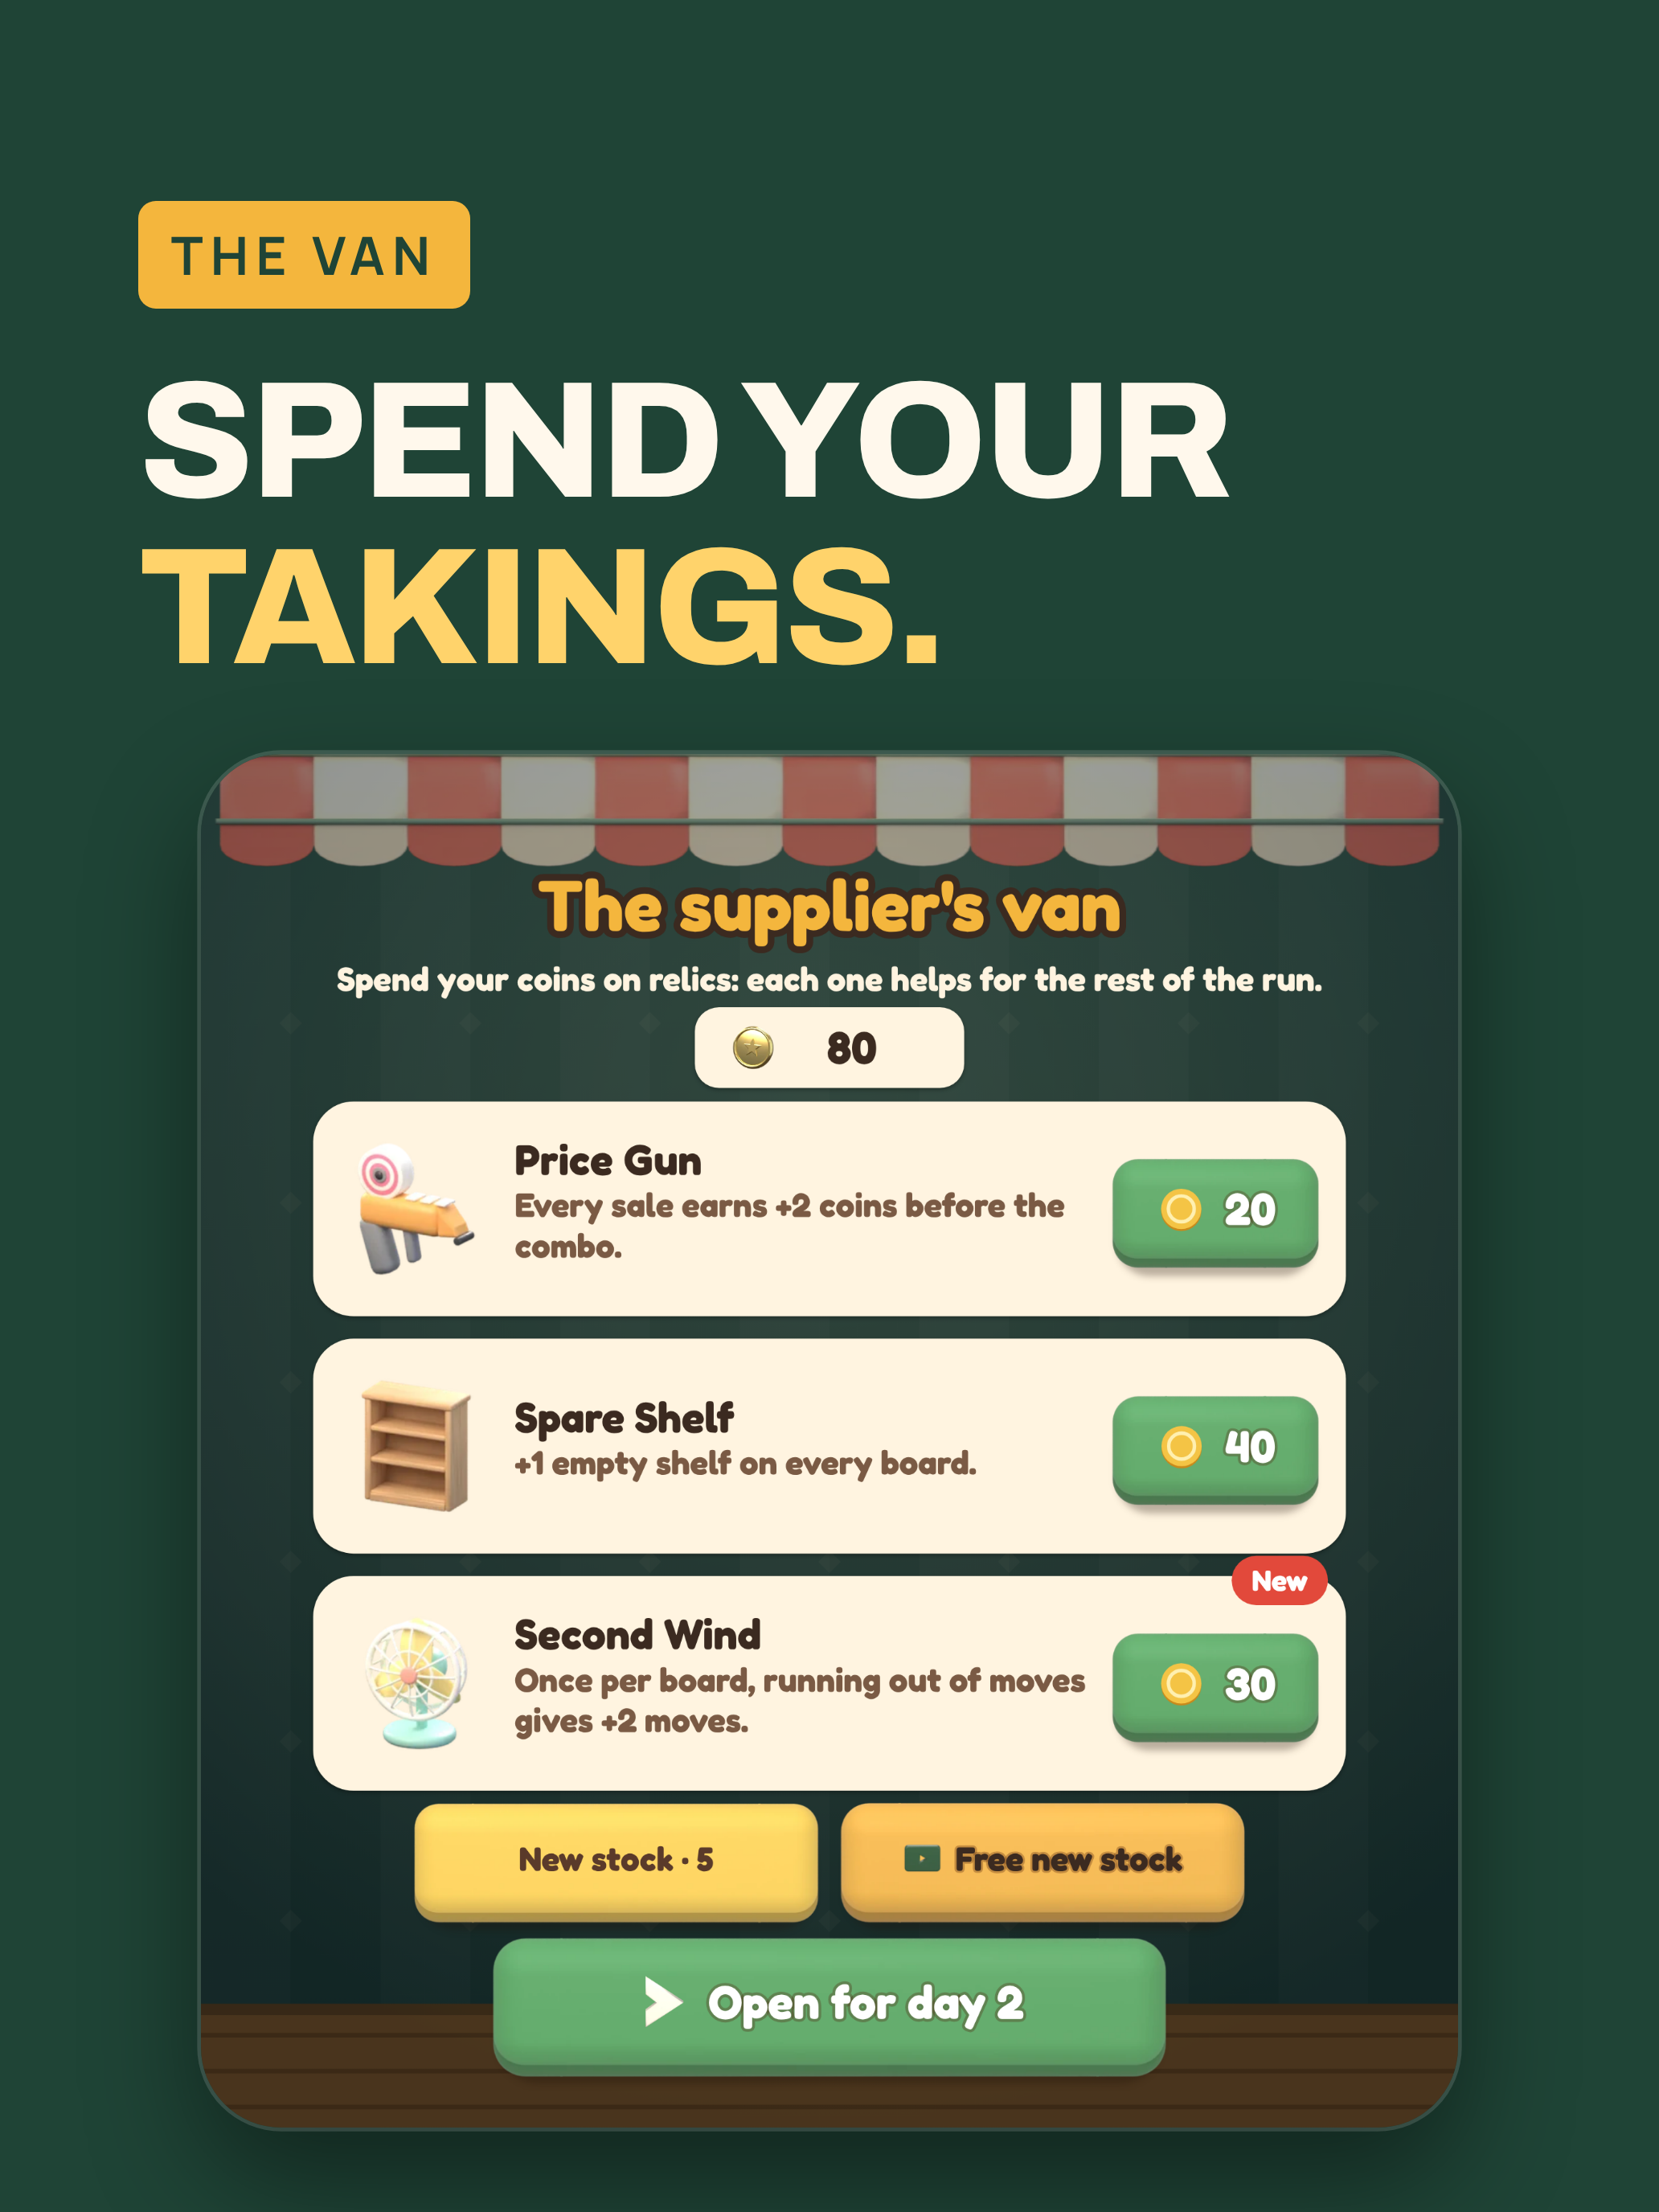 THE VAN
SPEND YOUR
TAKINGS.
The supplier's van
Spend your coins on relics: each one helps for the rest of the run.
80
Price Gun
Every sale earns +2 coins before the
combo.
20
Spare Shelf
+1 empty shelf on every board.
40
New
Second Wind
Once per board, running out of moves
gives +2 moves.
30
New stock · 5
Free new stock
Open for day 2